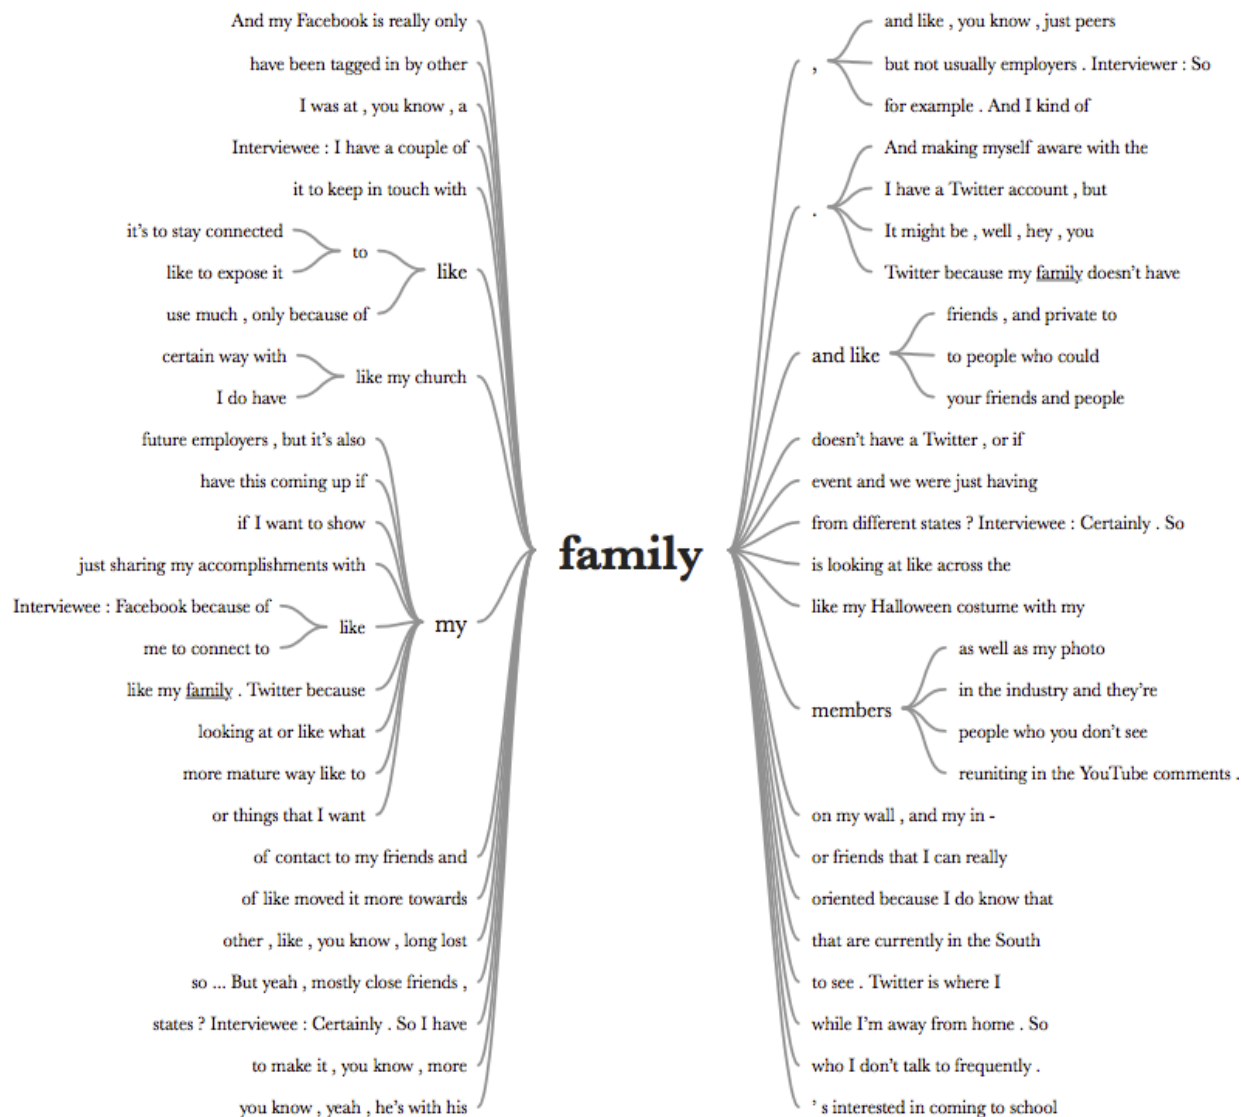 And my Facebook is really only
have been tagged in by other
I was at , you know , a
Interviewee : I have a couple of
it to keep in touch with
it's to stay connected
like to expose it
to
use much , only because of
like
certain way with
I do have
like my church
future employers , but it's also
have this coming up if
if I want to show
just sharing my accomplishments with
Interviewee : Facebook because of
me to connect to
like
like my family . Twitter because
looking at or like what
more mature way like to
or things that I want
my
of contact to my friends and
of like moved it more towards
other , like , you know , long lost
so ... But yeah , mostly close friends ,
states ? Interviewee : Certainly . So I have
to make it , you know , more
you know , yeah , he's with his
family
,
and like , you know , just peers
but not usually employers . Interviewer : So
for example . And I kind of
.
And making myself aware with the
I have a Twitter account , but
It might be , well , hey , you
Twitter because my family doesn't have
and like
friends , and private to
to people who could
your friends and people
doesn't have a Twitter , or if
event and we were just having
from different states ? Interviewee : Certainly . So
is looking at like across the
like my Halloween costume with my
members
as well as my photo
in the industry and they're
people who you don't see
reuniting in the YouTube comments .
on my wall , and my in -
or friends that I can really
oriented because I do know that
that are currently in the South
to see . Twitter is where I
while I'm away from home . So
who I don't talk to frequently .
' s interested in coming to school